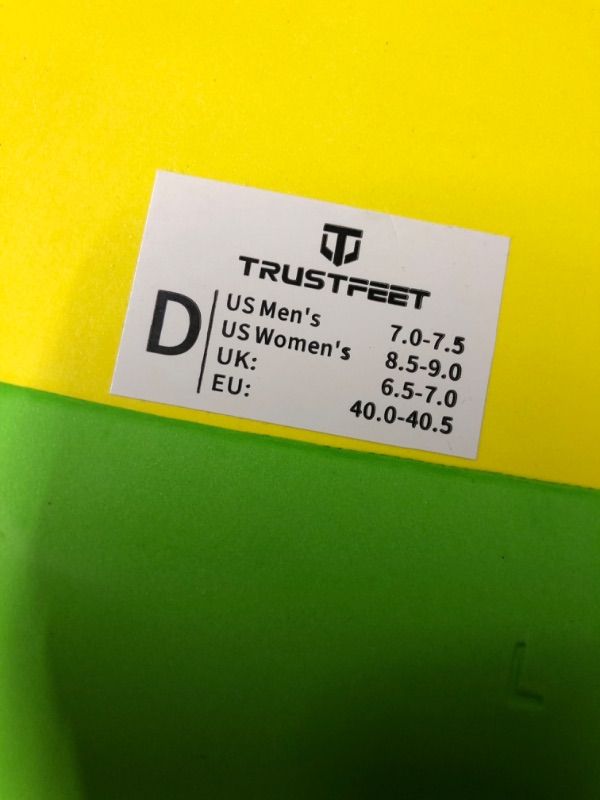 TRUSTFEET
D
US Men's 7.0-7.5
US Women's 8.5-9.0
UK: 6.5-7.0
EU: 40.0-40.5
L